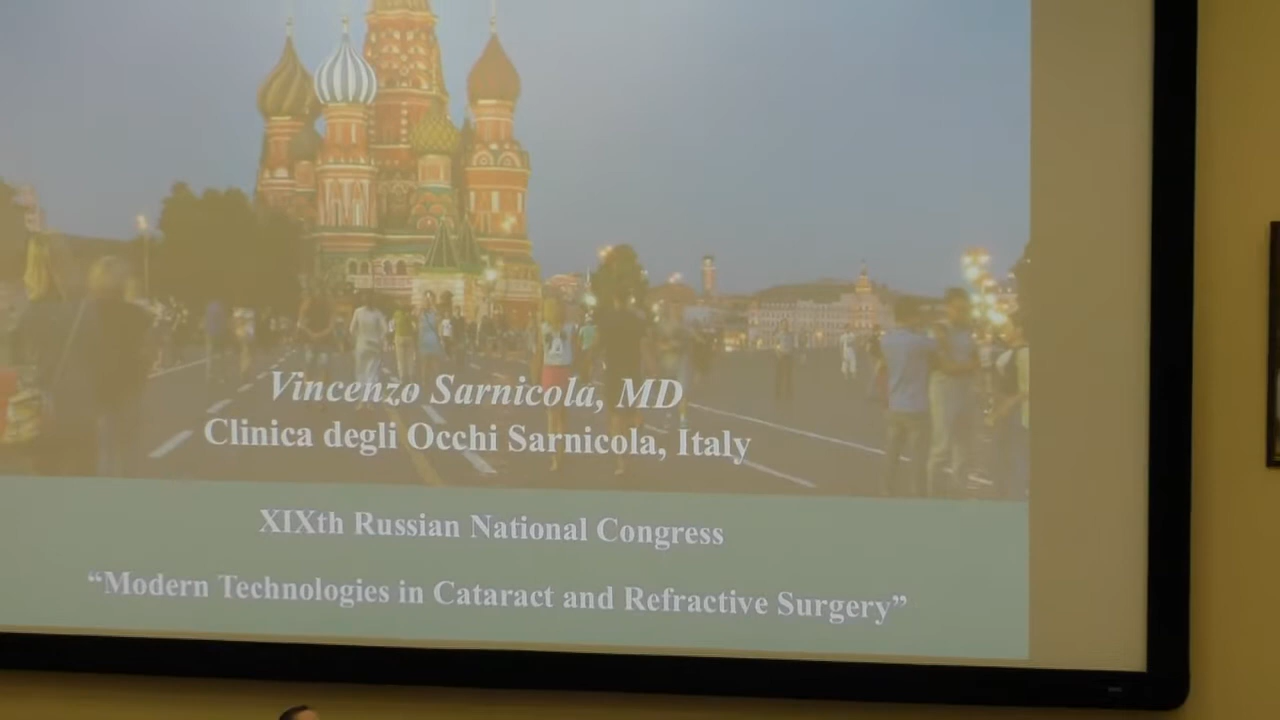 Vincenzo Sarnicola, MD
Clinica degli Occhi Sarnicola, Italy
XIXth Russian National Congress
“Modern Technologies in Cataract and Refractive Surgery”